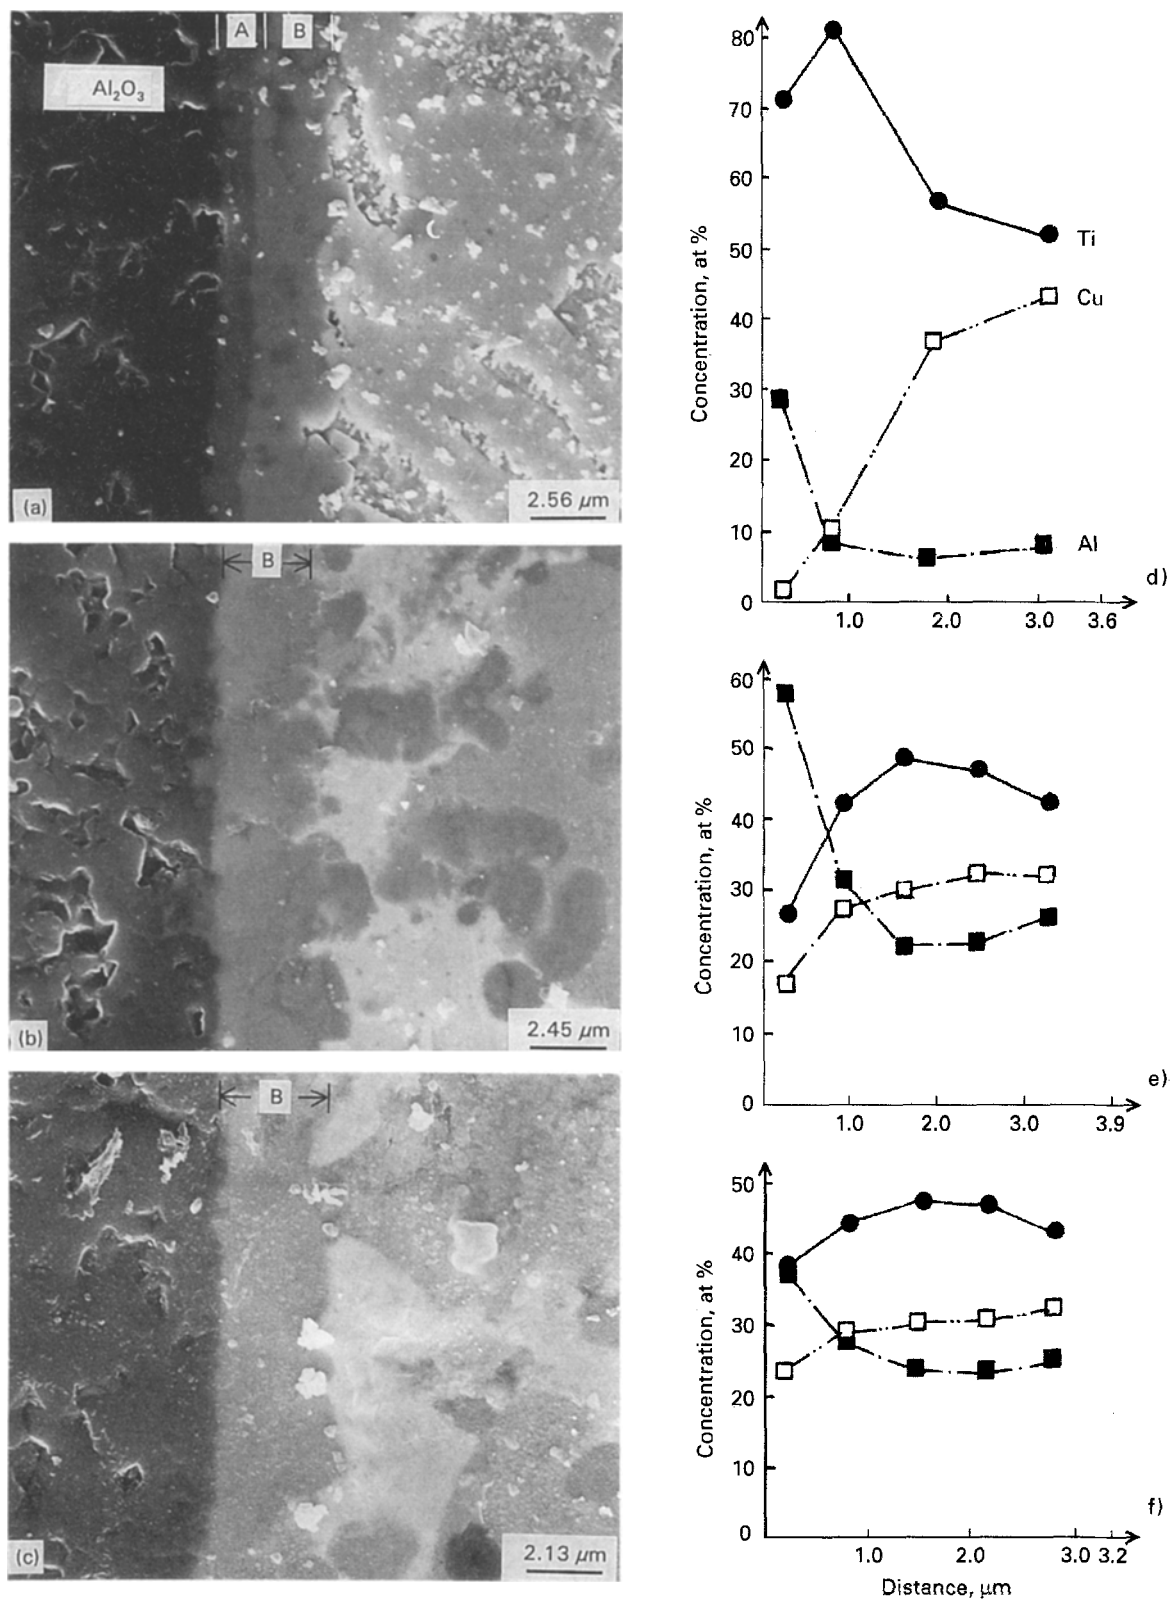 A B
Al₂O₃
(a)
2.56 μm
B
(b)
2.45 μm
B
(c)
2.13 μm
80
70
60
50
40
30
20
10
0
Concentration, at %
Ti
Cu
Al
1.0 2.0 3.0 3.6
d)
60
50
40
30
20
10
0
Concentration, at %
1.0 2.0 3.0 3.9
e)
50
40
30
20
10
0
Concentration, at %
1.0 2.0 3.0 3.2
f)
Distance, μm